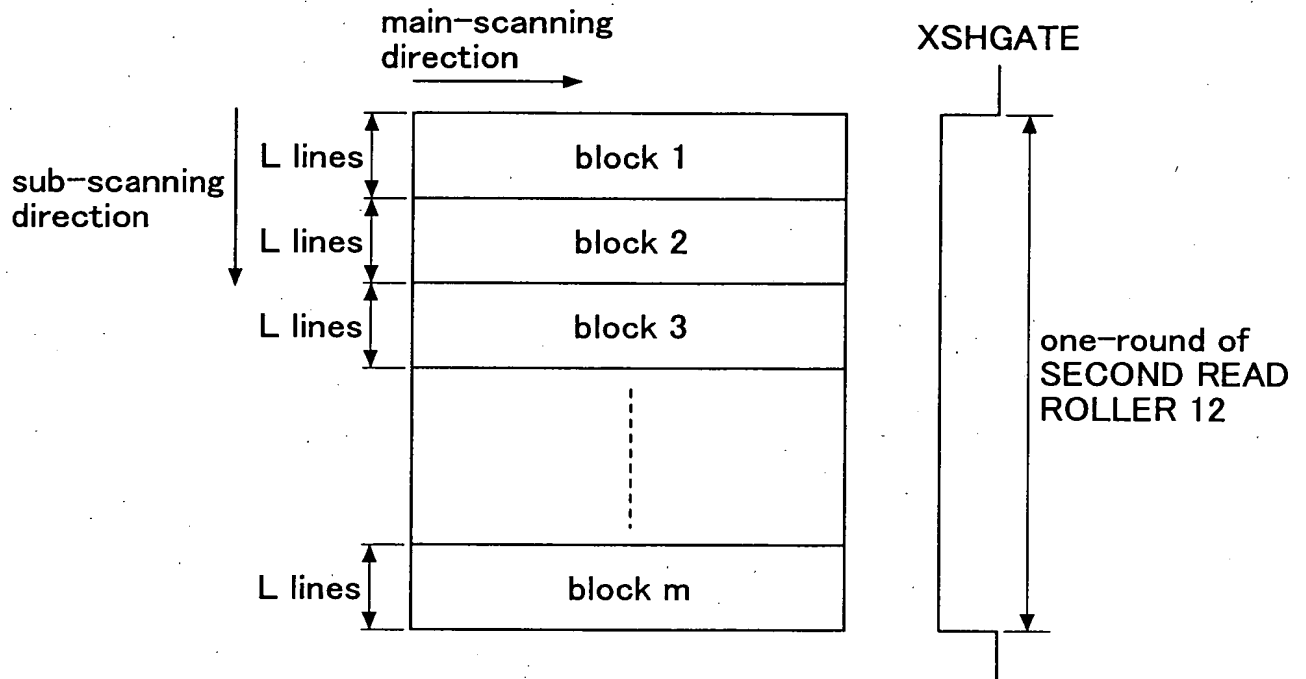 main-scanning
direction
XSHGATE
sub-scanning
direction
L lines
block 1
L lines
block 2
L lines
block 3
one-round of
SECOND READ
ROLLER 12
L lines
block m